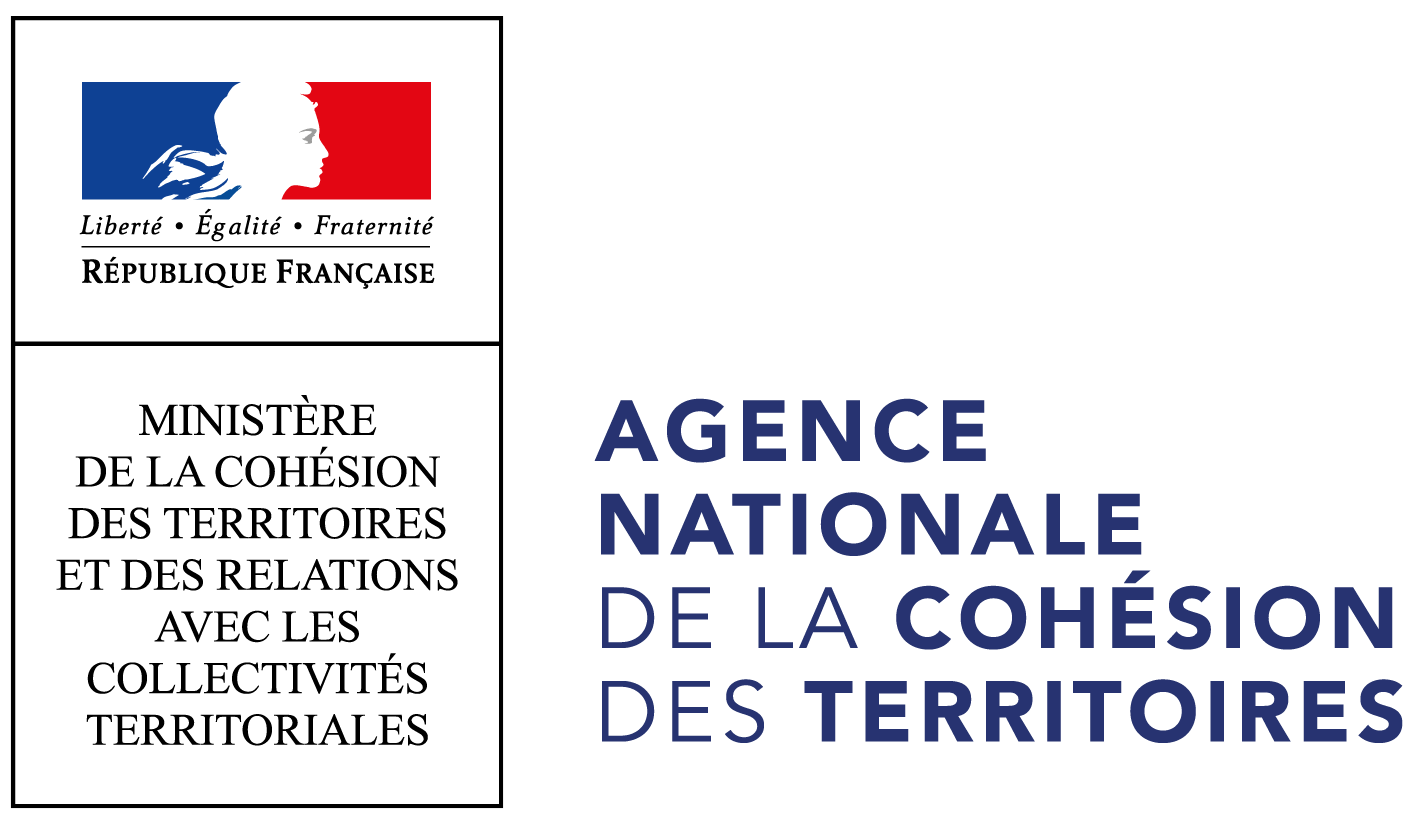 Liberté • Égalité • Fraternité
RÉPUBLIQUE FRANÇAISE
MINISTÈRE
DE LA COHÉSION
DES TERRITOIRES
ET DES RELATIONS
AVEC LES
COLLECTIVITÉS
TERRITORIALES
AGENCE
NATIONALE
DE LA COHÉSION
DES TERRITOIRES